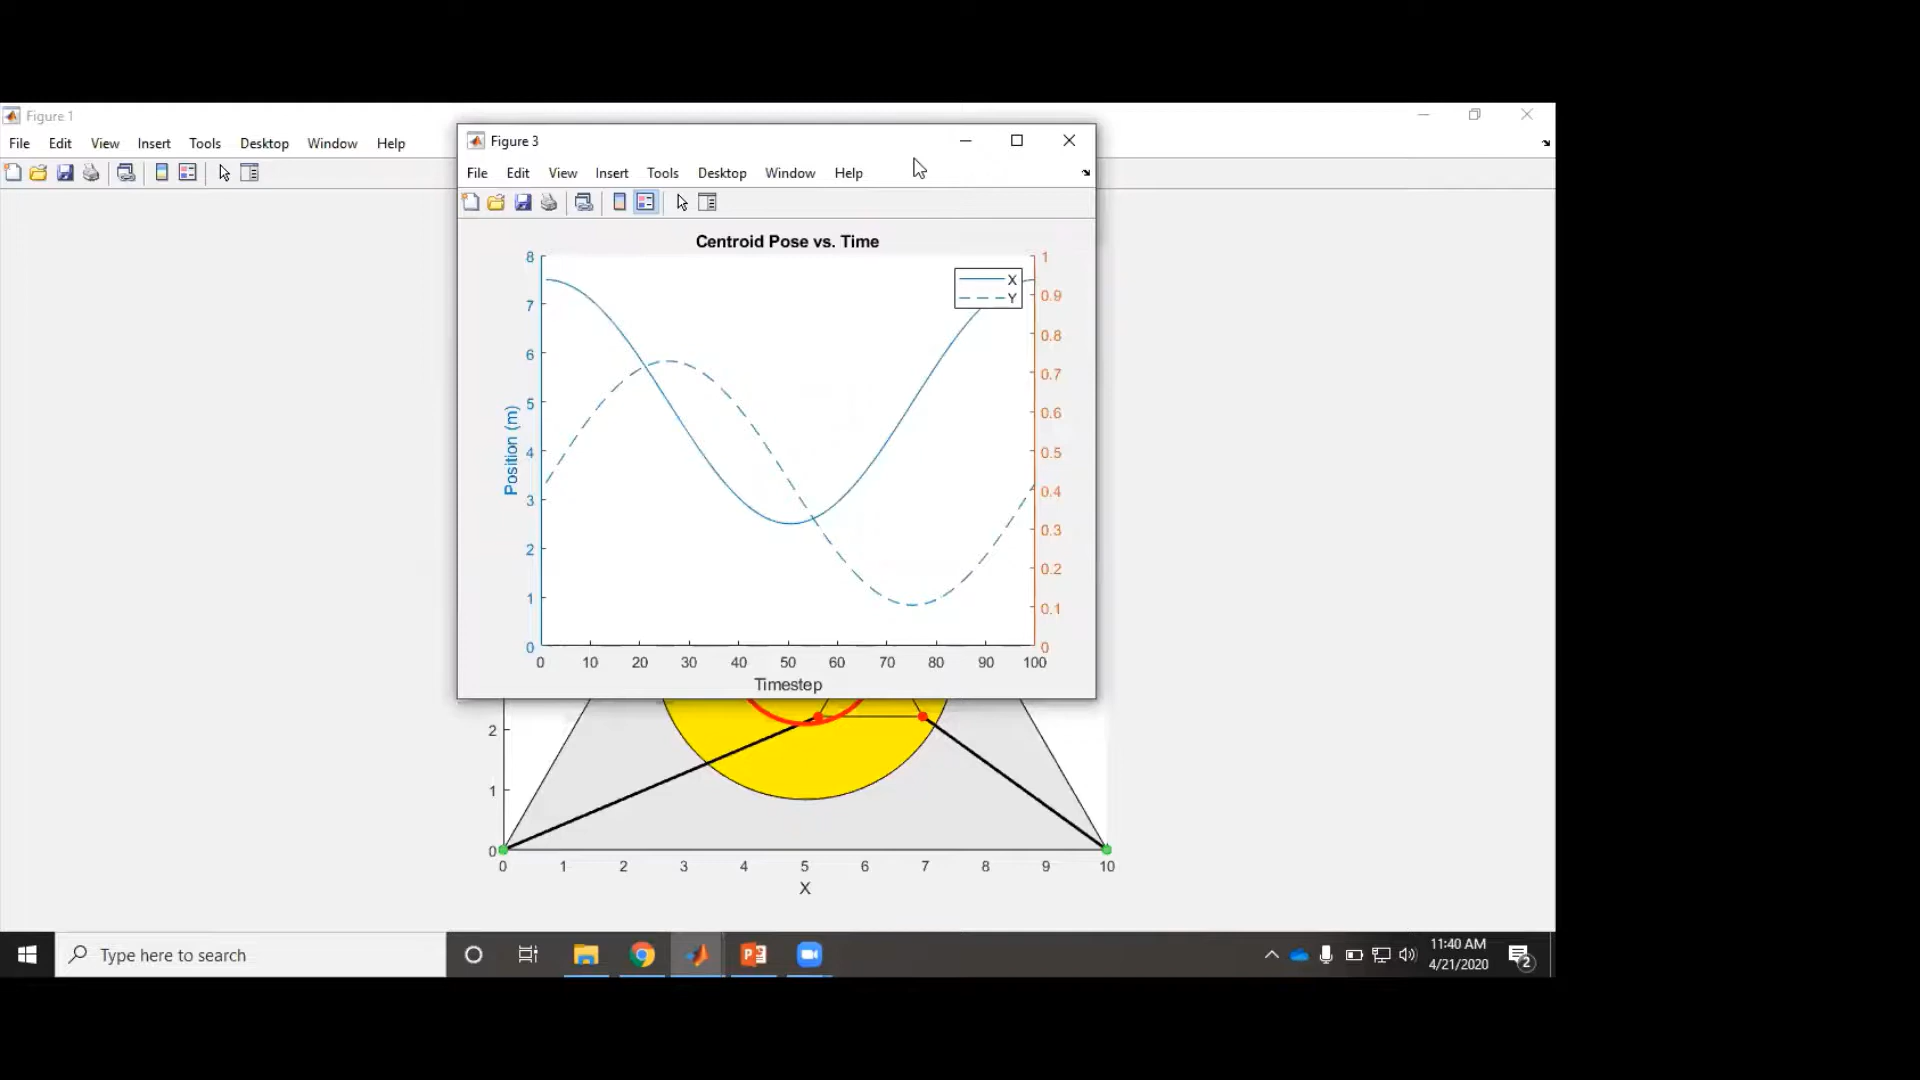 Figure 1
File Edit View Insert Tools Desktop Window Help
Figure 3
File Edit View Insert Tools Desktop Window Help
Centroid Pose vs. Time
X
Y
8
7
6
5
4
3
2
1
0
Position (m)
1
0.9
0.8
0.7
0.6
0.5
0.4
0.3
0.2
0.1
0
0 10 20 30 40 50 60 70 80 90 100
Timestep
2
1
0
0 1 2 3 4 5 6 7 8 9 10
X
Type here to search
11:40 AM
4/21/2020
2